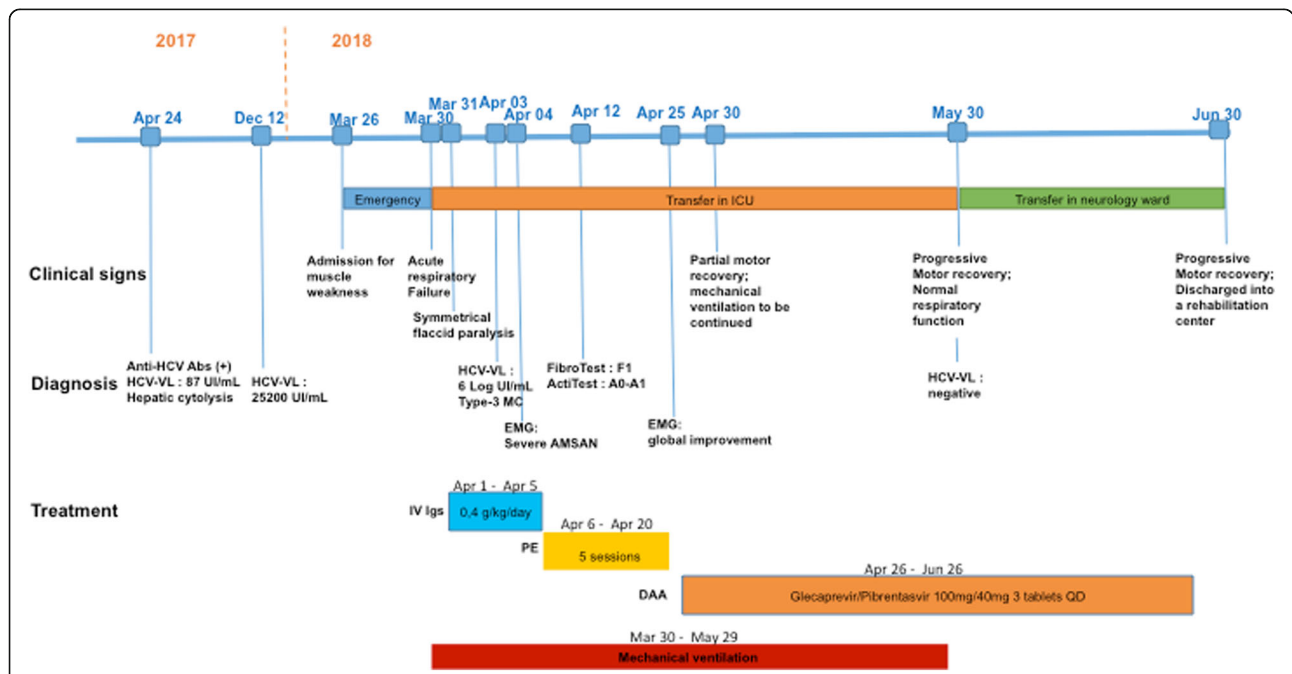 2017
2018
Apr 24
Dec 12
Mar 26
Mar 30
Mar 31
Apr 03
Apr 04
Apr 12
Apr 25
Apr 30
May 30
Jun 30
Emergency
Transfer in ICU
Transfer in neurology ward
Clinical signs
Admission for
muscle
weakness
Acute
respiratory
Failure
Symmetrical
flaccid paralysis
Partial motor
recovery;
mechanical
ventilation to be
continued
Progressive
Motor recovery;
Normal
respiratory
function
Progressive
Motor recovery;
Discharged into
a rehabilitation
center
Diagnosis
Anti-HCV Abs (+)
HCV-VL : 87 UI/mL
Hepatic cytolysis
HCV-VL :
25200 UI/mL
HCV-VL :
6 Log UI/mL
Type-3 MC
EMG:
Severe AMSAN
FibroTest : F1
ActiTest : A0-A1
EMG:
global improvement
HCV-VL :
negative
Treatment
Apr 1 - Apr 5
IV Igs
0,4 g/kg/day
Apr 6 - Apr 20
PE
5 sessions
Apr 26 - Jun 26
DAA
Glecaprevir/Pibrentasvir 100mg/40mg 3 tablets QD
Mar 30 - May 29
Mechanical ventilation